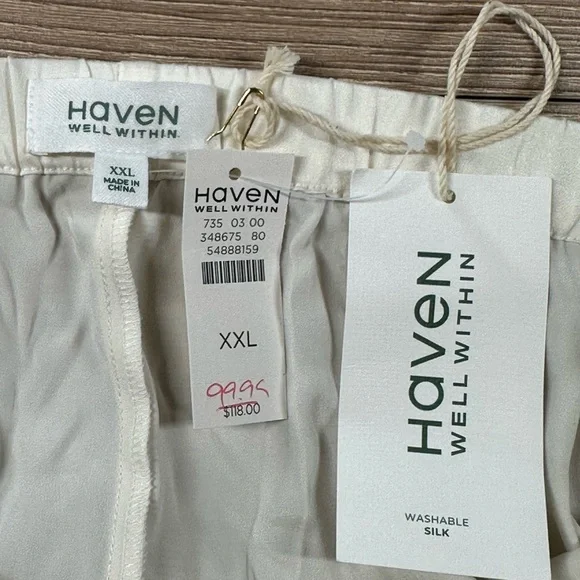 Haven
WELL WITHIN
XXL
MADE IN
CHINA
Haven
WELL WITHIN
735 03 00
348675 80
54888159
XXL
99.99
$118.00
Haven
WELL WITHIN
WASHABLE
SILK